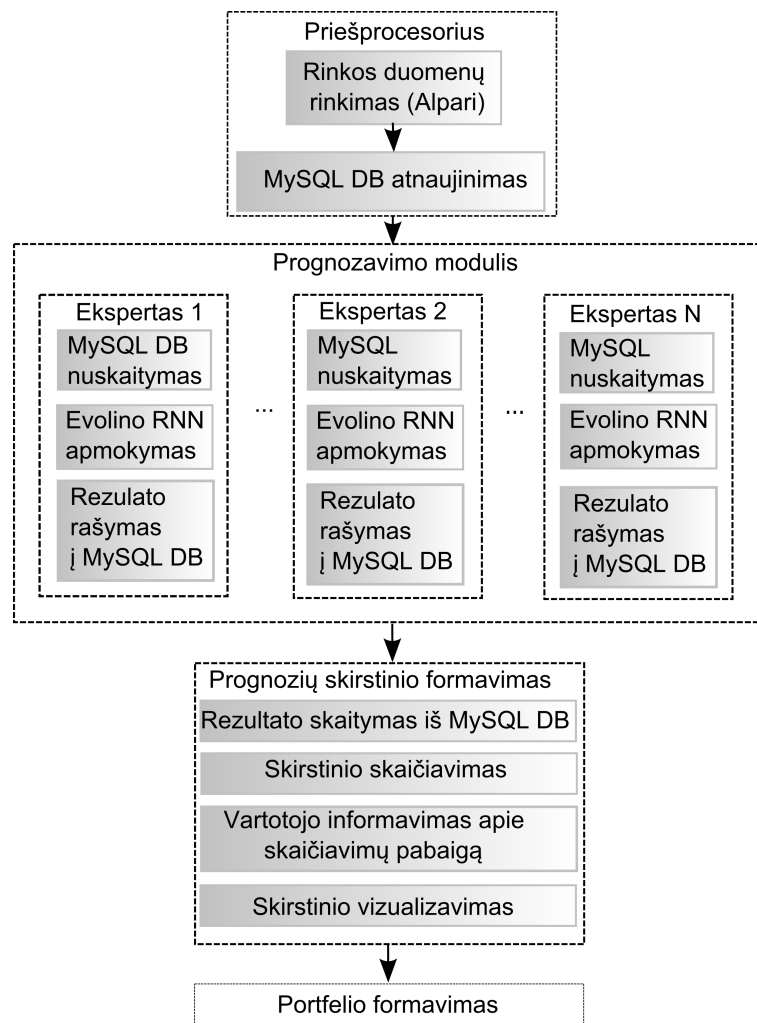 Priešprocesorius
Rinkos duomenų
rinkimas (Alpari)
MySQL DB atnaujinimas
Prognozavimo modulis
Ekspertas 1
MySQL DB
nuskaitymas
Evolino RNN
apmokymas
Rezulato
rašymas
į MySQL DB
...
Ekspertas 2
MySQL
nuskaitymas
Evolino RNN
apmokymas
Rezulato
rašymas
į MySQL DB
...
Ekspertas N
MySQL
nuskaitymas
Evolino RNN
apmokymas
Rezulato
rašymas
į MySQL DB
Prognozių skirstinio formavimas
Rezultato skaitymas iš MySQL DB
Skirstinio skaičiavimas
Vartotojo informavimas apie
skaičiavimų pabaigą
Skirstinio vizualizavimas
Portfelio formavimas